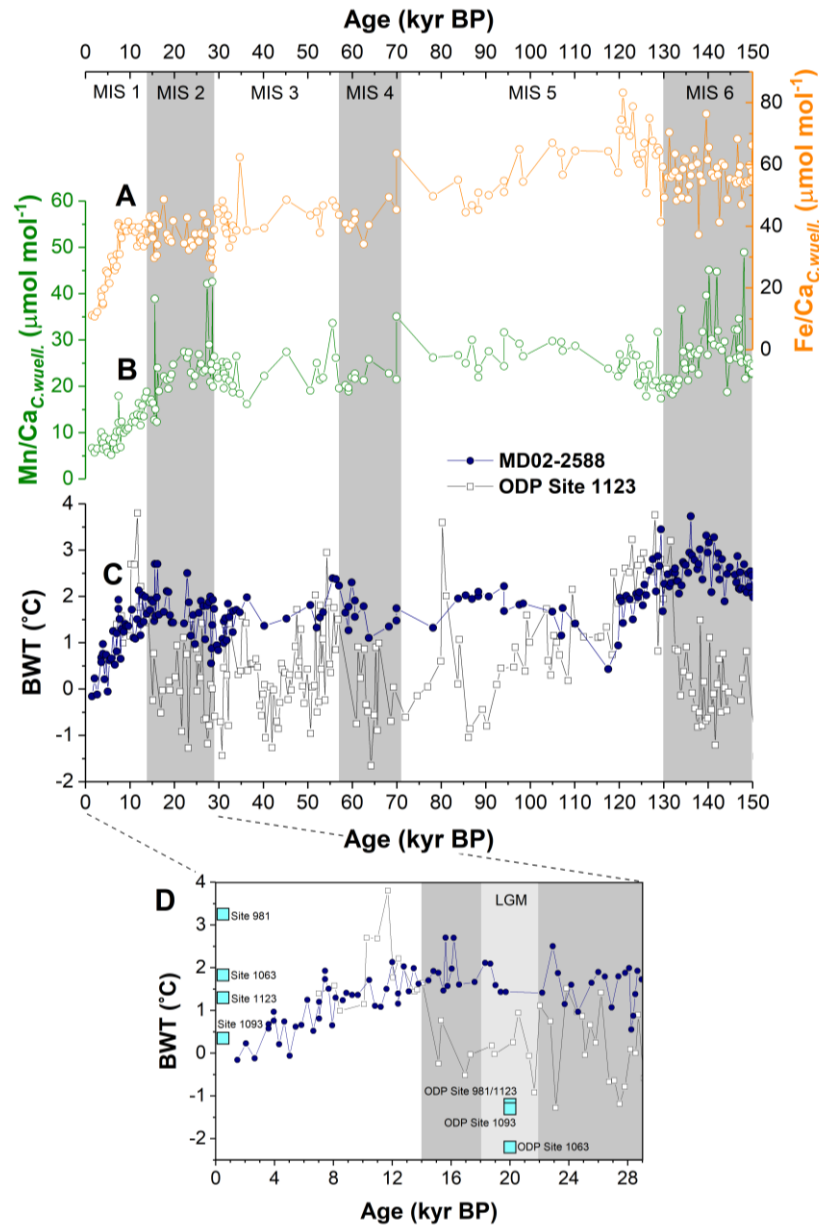 Age (kyr BP)
0 10 20 30 40 50 60 70 80 90 100 110 120 130 140 150
MIS 1 MIS 2 MIS 3 MIS 4 MIS 5 MIS 6
A
80
60
40
20
0
Fe/Ca C.wuell. (μmol mol⁻¹)
60
50
40
30
20
10
0
Mn/Ca C.wuell. (μmol mol⁻¹)
B
MD02-2588
ODP Site 1123
C
4
3
2
1
0
-1
-2
BWT (°C)
0 10 20 30 40 50 60 70 80 90 100 110 120 130 140 150
Age (kyr BP)
D
LGM
4
3
2
1
0
-1
-2
BWT (°C)
Site 981
Site 1063
Site 1123
Site 1093
ODP Site 981/1123
ODP Site 1093
ODP Site 1063
0 4 8 12 16 20 24 28
Age (kyr BP)